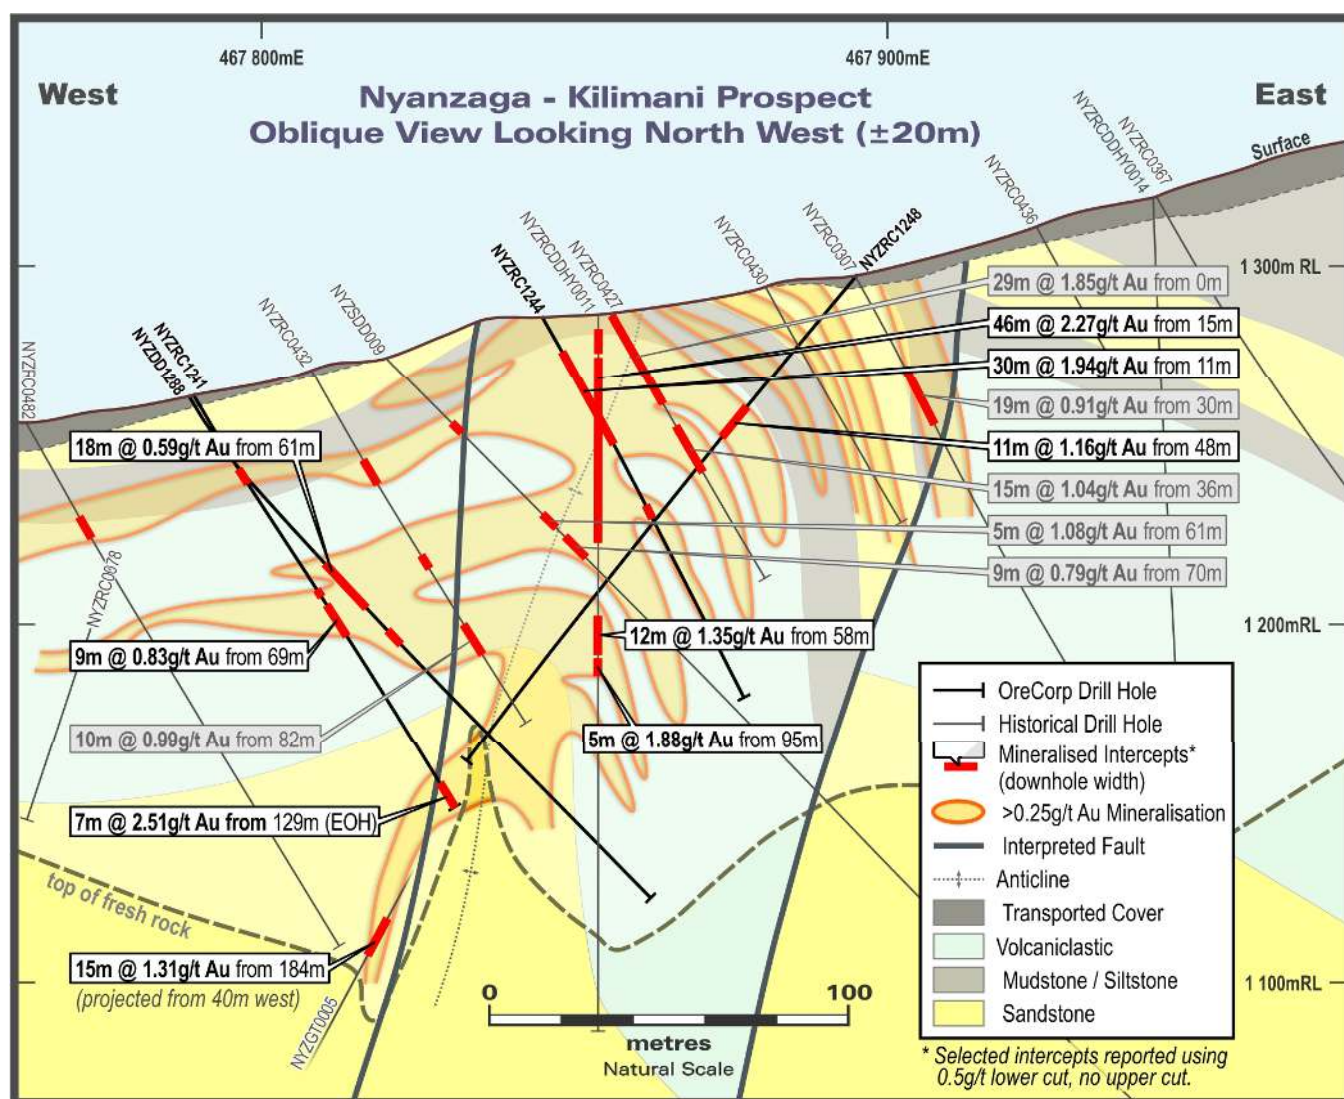 467 800mE
467 900mE
West
Nyanzaga - Kilimani Prospect
East
Oblique View Looking North West (±20m)
Surface
NYZRC0482
NYZRC0378
NYZDD1288
NYZRC1241
NYZRC0432
NYZSDD009
NYZRC1244
NYZRCDDHY0011
NYZRC0427
NYZRC0430
NYZRC0307
NYZRC1248
NYZRC0436
NYZRCDDHY0014
NYZRC0367
NYZGT0005
1 300m RL
1 200mRL
1 100mRL
29m @ 1.85g/t Au from 0m
46m @ 2.27g/t Au from 15m
30m @ 1.94g/t Au from 11m
19m @ 0.91g/t Au from 30m
11m @ 1.16g/t Au from 48m
15m @ 1.04g/t Au from 36m
5m @ 1.08g/t Au from 61m
9m @ 0.79g/t Au from 70m
18m @ 0.59g/t Au from 61m
9m @ 0.83g/t Au from 69m
12m @ 1.35g/t Au from 58m
10m @ 0.99g/t Au from 82m
5m @ 1.88g/t Au from 95m
7m @ 2.51g/t Au from 129m (EOH)
top of fresh rock
15m @ 1.31g/t Au from 184m
(projected from 40m west)
0
100
metres
Natural Scale
OreCorp Drill Hole
Historical Drill Hole
Mineralised Intercepts*
(downhole width)
>0.25g/t Au Mineralisation
Interpreted Fault
Anticline
Transported Cover
Volcaniclastic
Mudstone / Siltstone
Sandstone
* Selected intercepts reported using
0.5g/t lower cut, no upper cut.